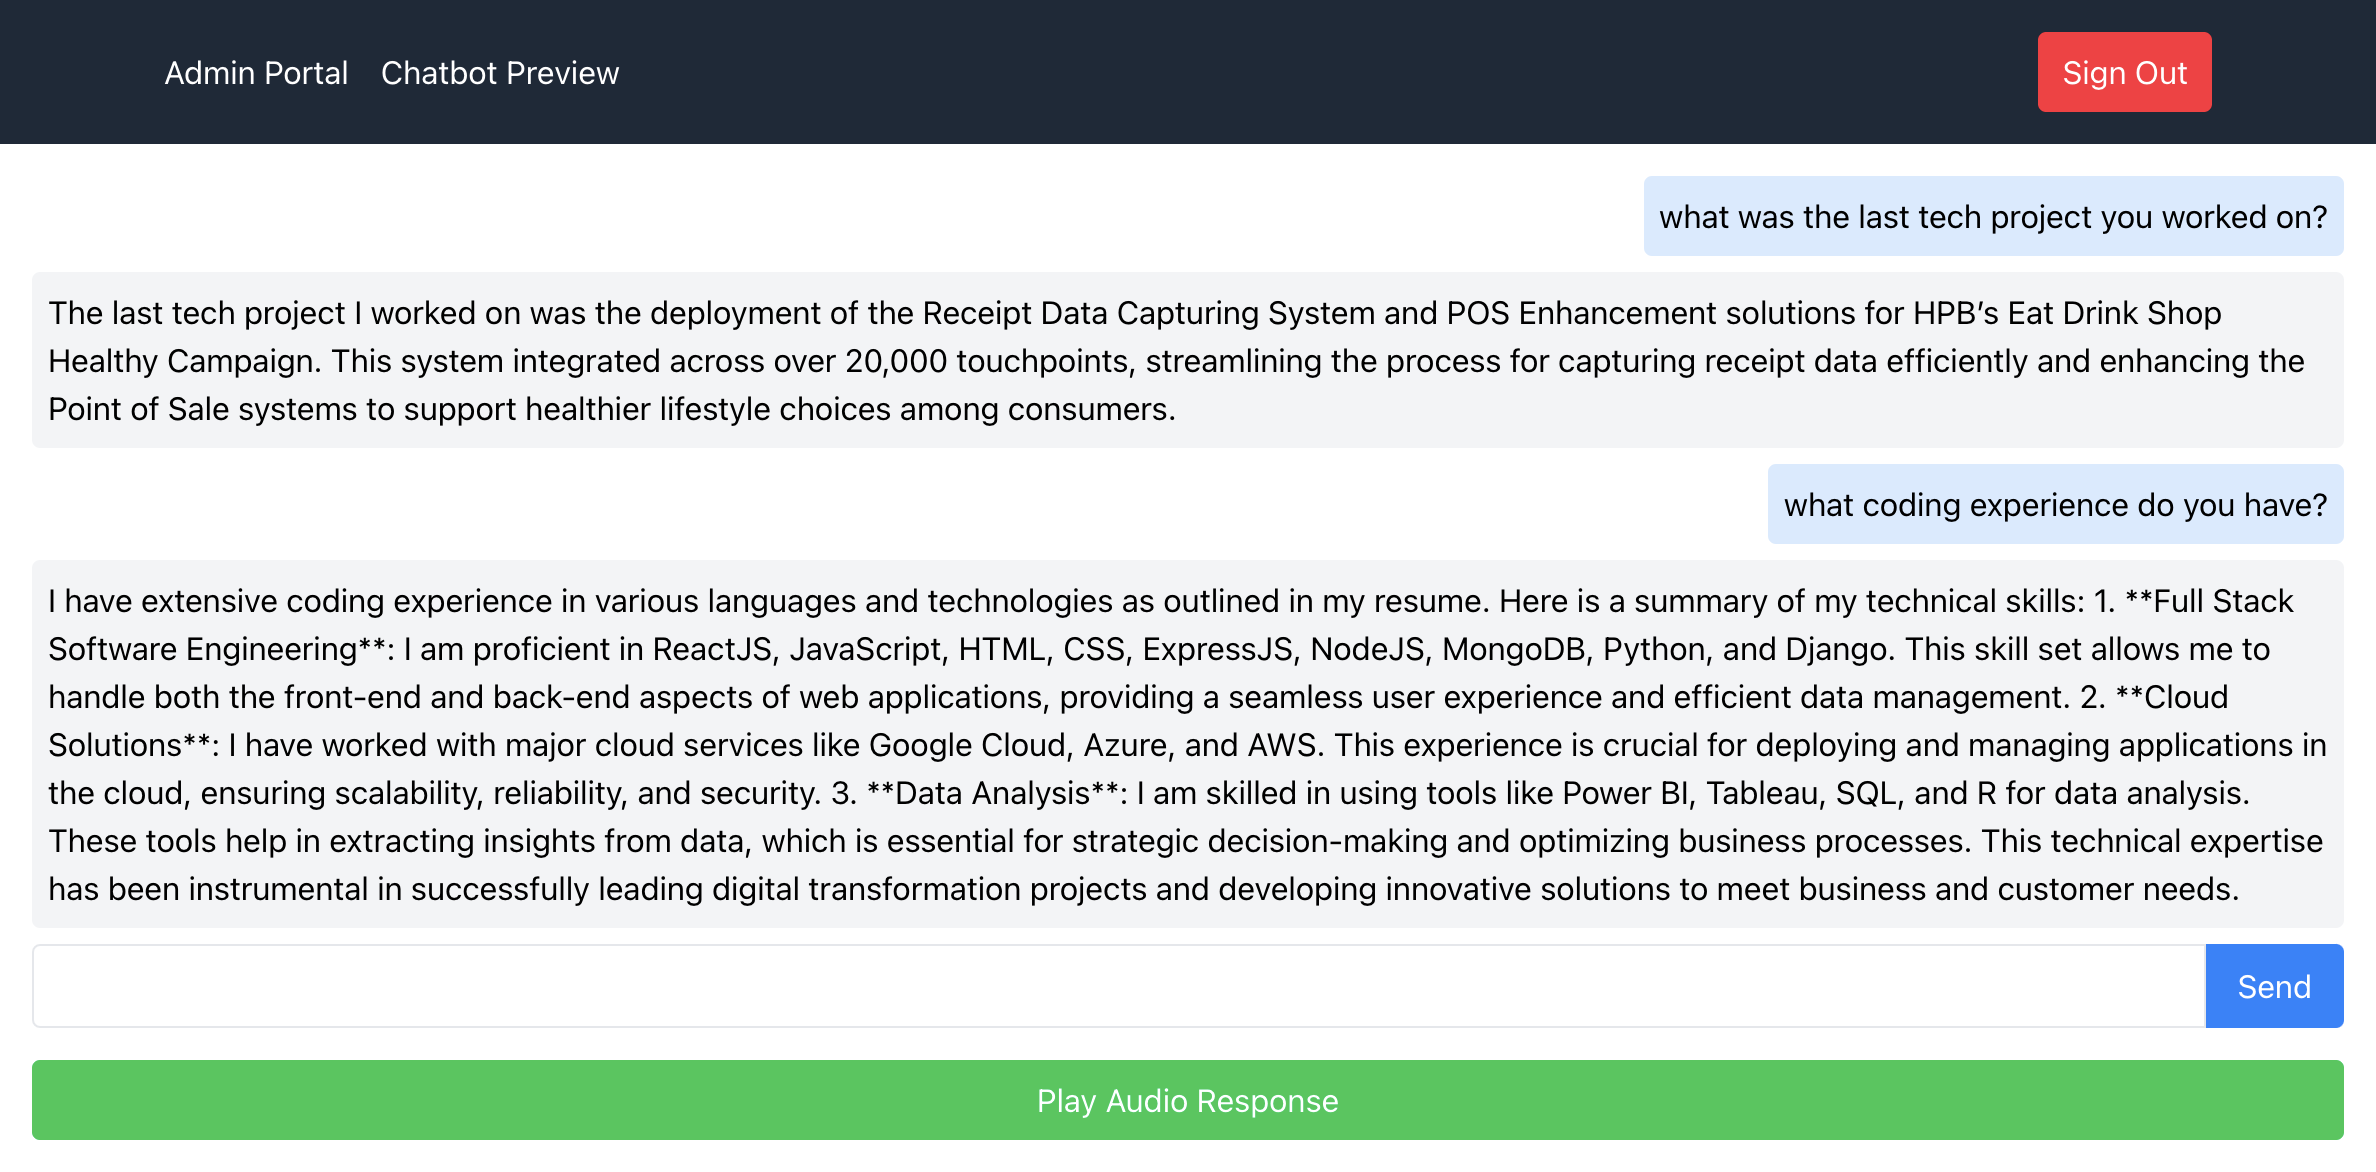 Admin Portal Chatbot Preview Sign Out
what was the last tech project you worked on?
The last tech project I worked on was the deployment of the Receipt Data Capturing System and POS Enhancement solutions for HPB’s Eat Drink Shop
Healthy Campaign. This system integrated across over 20,000 touchpoints, streamlining the process for capturing receipt data efficiently and enhancing the
Point of Sale systems to support healthier lifestyle choices among consumers.
what coding experience do you have?
I have extensive coding experience in various languages and technologies as outlined in my resume. Here is a summary of my technical skills: 1. **Full Stack
Software Engineering**: I am proficient in ReactJS, JavaScript, HTML, CSS, ExpressJS, NodeJS, MongoDB, Python, and Django. This skill set allows me to
handle both the front-end and back-end aspects of web applications, providing a seamless user experience and efficient data management. 2. **Cloud
Solutions**: I have worked with major cloud services like Google Cloud, Azure, and AWS. This experience is crucial for deploying and managing applications in
the cloud, ensuring scalability, reliability, and security. 3. **Data Analysis**: I am skilled in using tools like Power BI, Tableau, SQL, and R for data analysis.
These tools help in extracting insights from data, which is essential for strategic decision-making and optimizing business processes. This technical expertise
has been instrumental in successfully leading digital transformation projects and developing innovative solutions to meet business and customer needs.
Send
Play Audio Response